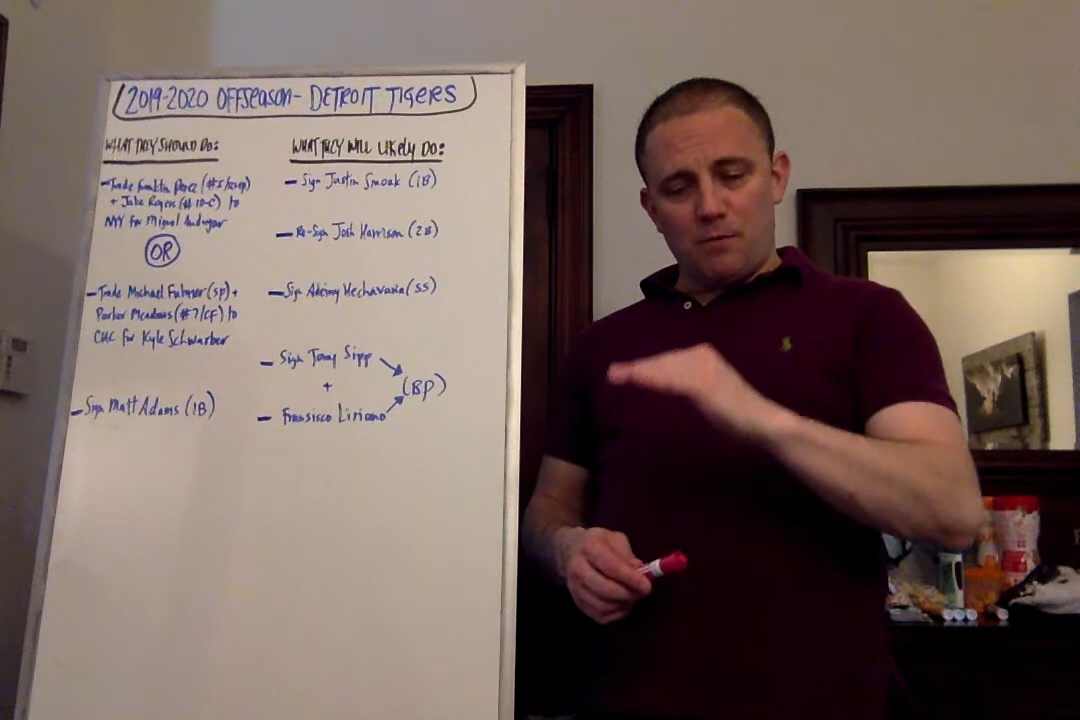 2019-2020 OFFSEASON- DETROIT TIGERS
WHAT THEY SHOULD DO:
-Trade Franklin Perez
+ Jake Rogers (#10-C) to
NYY for Miguel Andujar
OR
-Trade Michael Fulmer (SP) +
Parker Meadows (#7/CF) to
CHC for Kyle Schwarber
-Sign Matt Adams (1B)
WHAT THEY WILL LIKELY DO:
- Sign Justin Smoak (1B)
- Re-Sign Josh Harrison (2B)
- Sign Adeiny Hechavarria (SS)
- Sign Tony Sipp
+
(BP)
- Fransisco Liriano